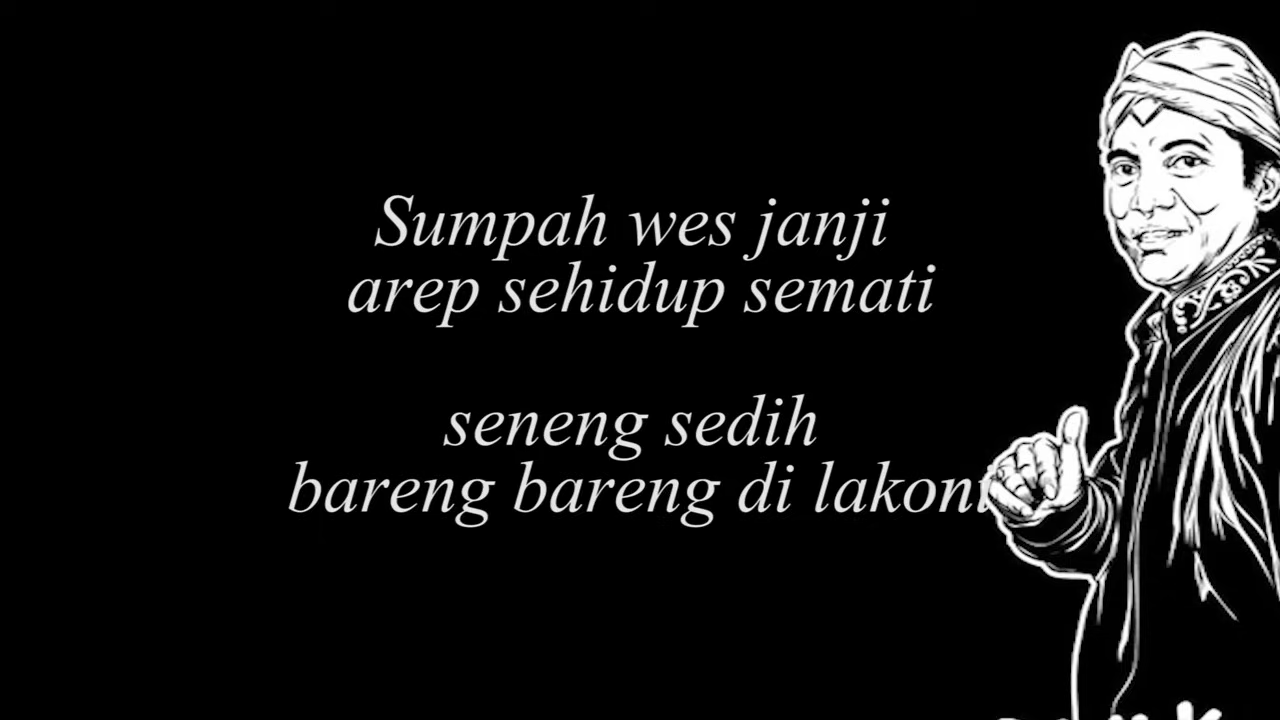 Sumpah wes janji
arep sehidup semati
seneng sedih
bareng bareng di lakoni